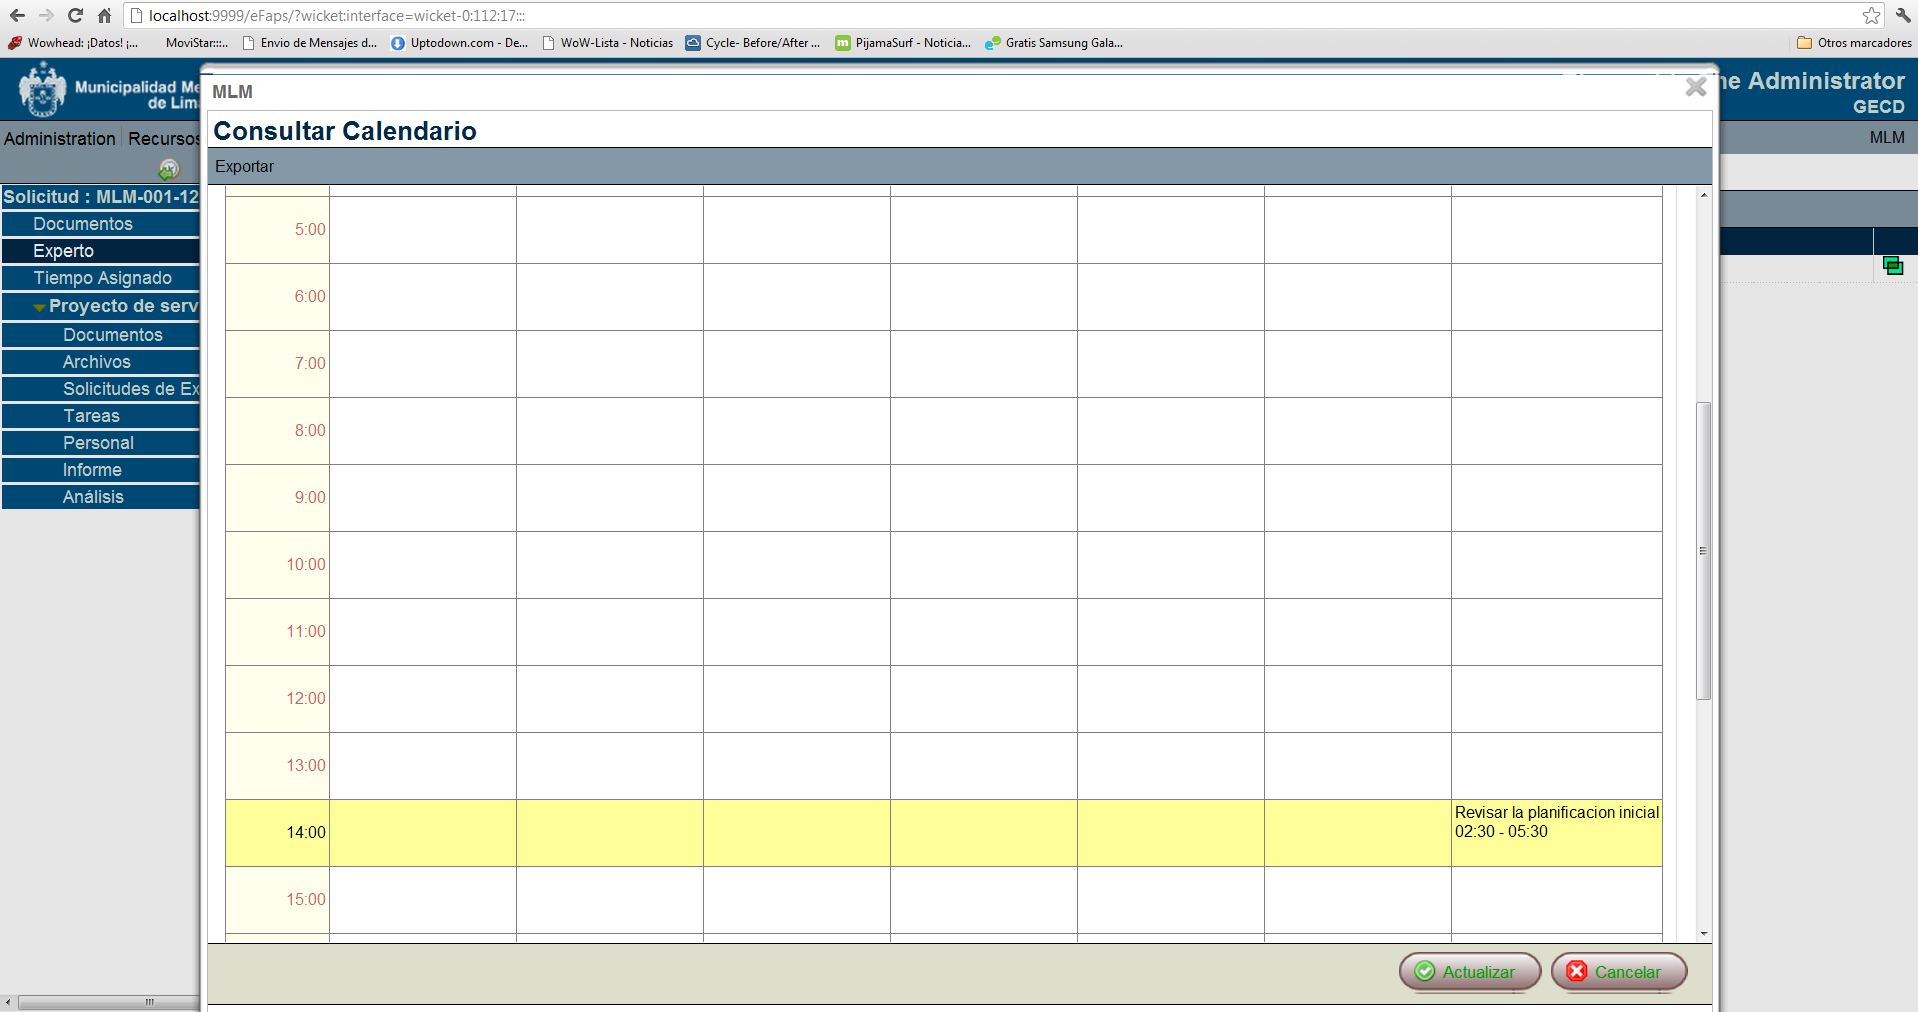 localhost:9999/eFaps/?wicket:interface=wicket-0:112:17:::
Wowhead: ¡Datos! ¡...
MoviStar:::..
Envio de Mensajes d...
Uptodown.com - De...
WoW-Lista - Noticias
Cycle- Before/After ...
PijamaSurf - Noticia...
Gratis Samsung Gala...
Otros marcadores
Municipalidad Me
de Lim
MLM
he Administrator
GECD
Consultar Calendario
Administration
Recursos
MLM
Exportar
Solicitud : MLM-001-12
Documentos
Experto
Tiempo Asignado
Proyecto de serv
Documentos
Archivos
Solicitudes de Ex
Tareas
Personal
Informe
Análisis
5:00
6:00
7:00
8:00
9:00
10:00
11:00
12:00
13:00
14:00
Revisar la planificacion inicial
02:30 - 05:30
15:00
Actualizar
Cancelar